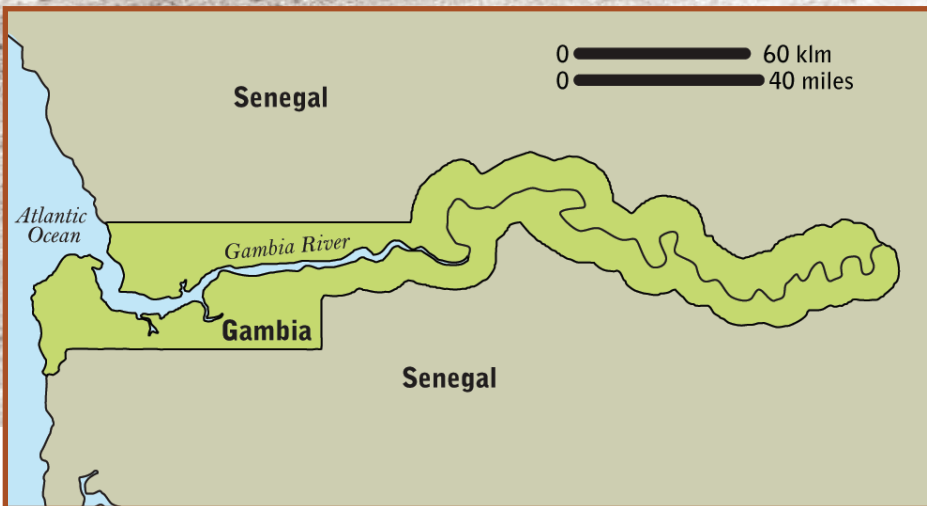 0 60 klm
0 40 miles
Senegal
Atlantic
Ocean
Gambia River
Gambia
Senegal